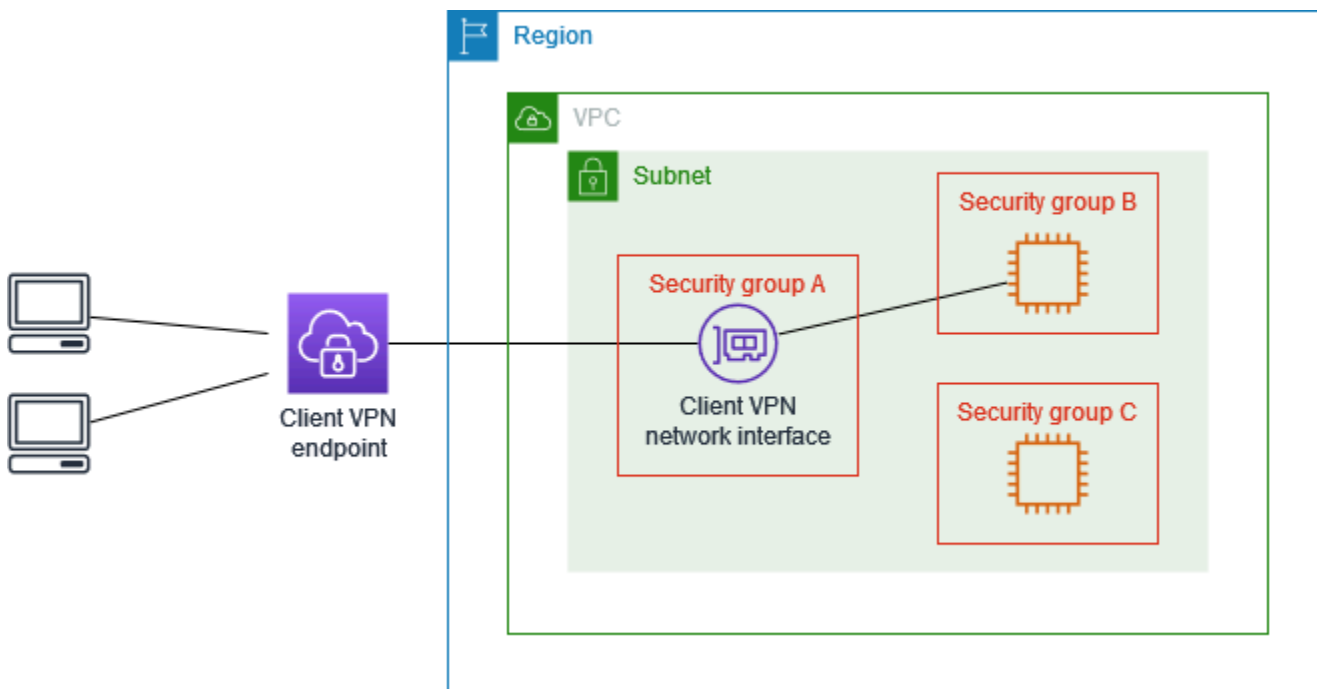 Region
VPC
Subnet
Security group B
Security group A
Client VPN
network interface
Client VPN
endpoint
Security group C